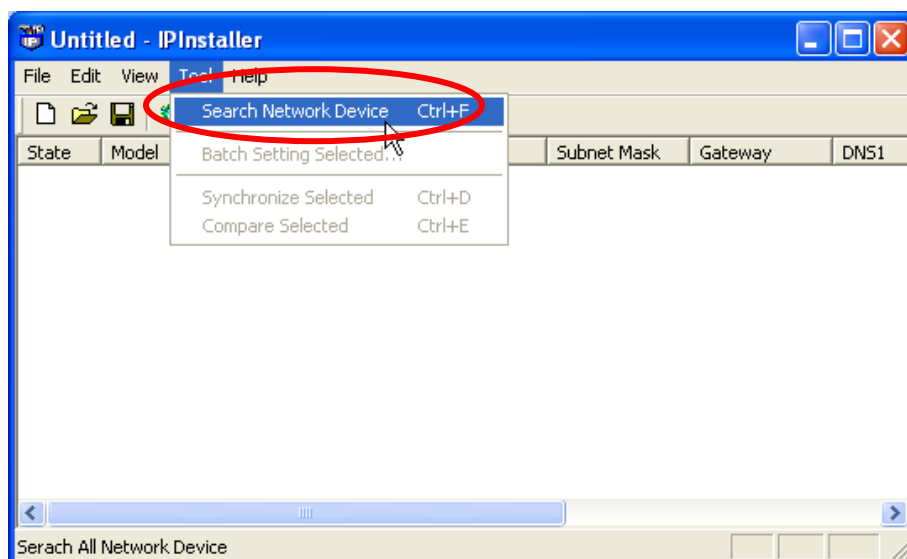 Untitled - IPInstaller
File Edit View Tool Help
Search Network Device Ctrl+F
State Model Subnet Mask Gateway DNS1
Batch Setting Selected...
Synchronize Selected Ctrl+D
Compare Selected Ctrl+E
Serach All Network Device